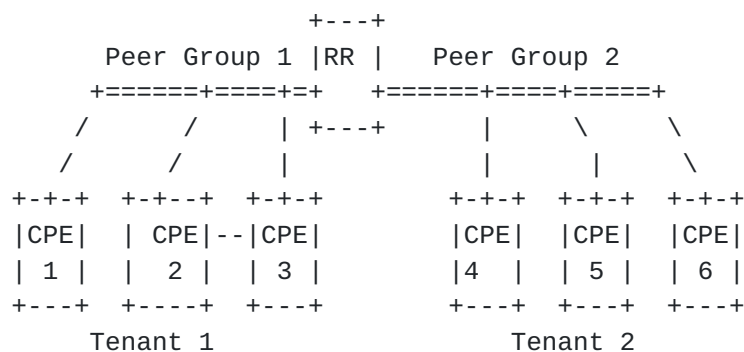 +---+
      Peer Group 1 |RR |   Peer Group 2
     +======+====+=+   +======+====+=====+
    /      /     | +---+      |     \     \
   /      /      |            |      |     \
+-+-+  +-+--+  +-+-+        +-+-+  +-+-+  +-+-+
|CPE|  | CPE|--|CPE|        |CPE|  |CPE|  |CPE|
| 1 |  |  2 |  | 3 |        |4  |  | 5 |  | 6 |
+---+  +----+  +---+        +---+  +---+  +---+
     Tenant 1                   Tenant 2